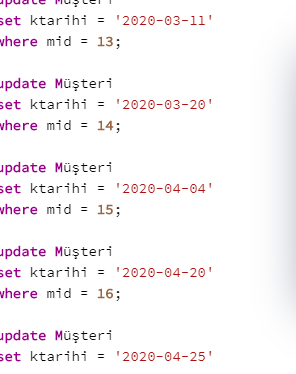 update Müşteri
set ktarihi = '2020-03-11'
where mid = 13;
update Müşteri
set ktarihi = '2020-03-20'
where mid = 14;
update Müşteri
set ktarihi = '2020-04-04'
where mid = 15;
update Müşteri
set ktarihi = '2020-04-20'
where mid = 16;
update Müşteri
set ktarihi = '2020-04-25'